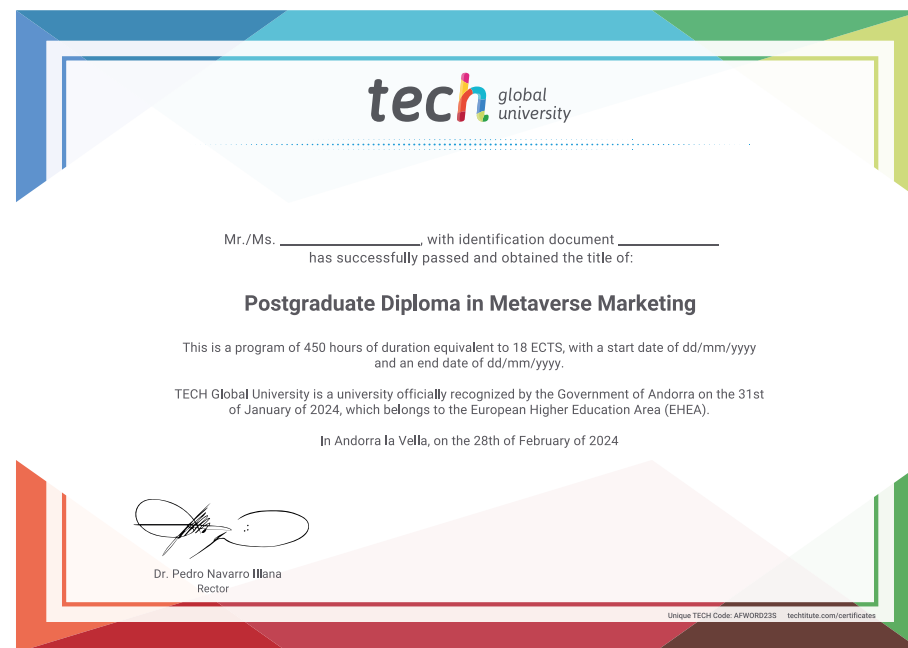 tech global
university
Mr./Ms. ____________, with identification document ____________
has successfully passed and obtained the title of:
Postgraduate Diploma in Metaverse Marketing
This is a program of 450 hours of duration equivalent to 18 ECTS, with a start date of dd/mm/yyyy
and an end date of dd/mm/yyyy.
TECH Global University is a university officially recognized by the Government of Andorra on the 31st
of January of 2024, which belongs to the European Higher Education Area (EHEA).
In Andorra la Vella, on the 28th of February of 2024
Dr. Pedro Navarro Illana
Rector
Unique TECH Code: AFWORD23S techtitute.com/certificates